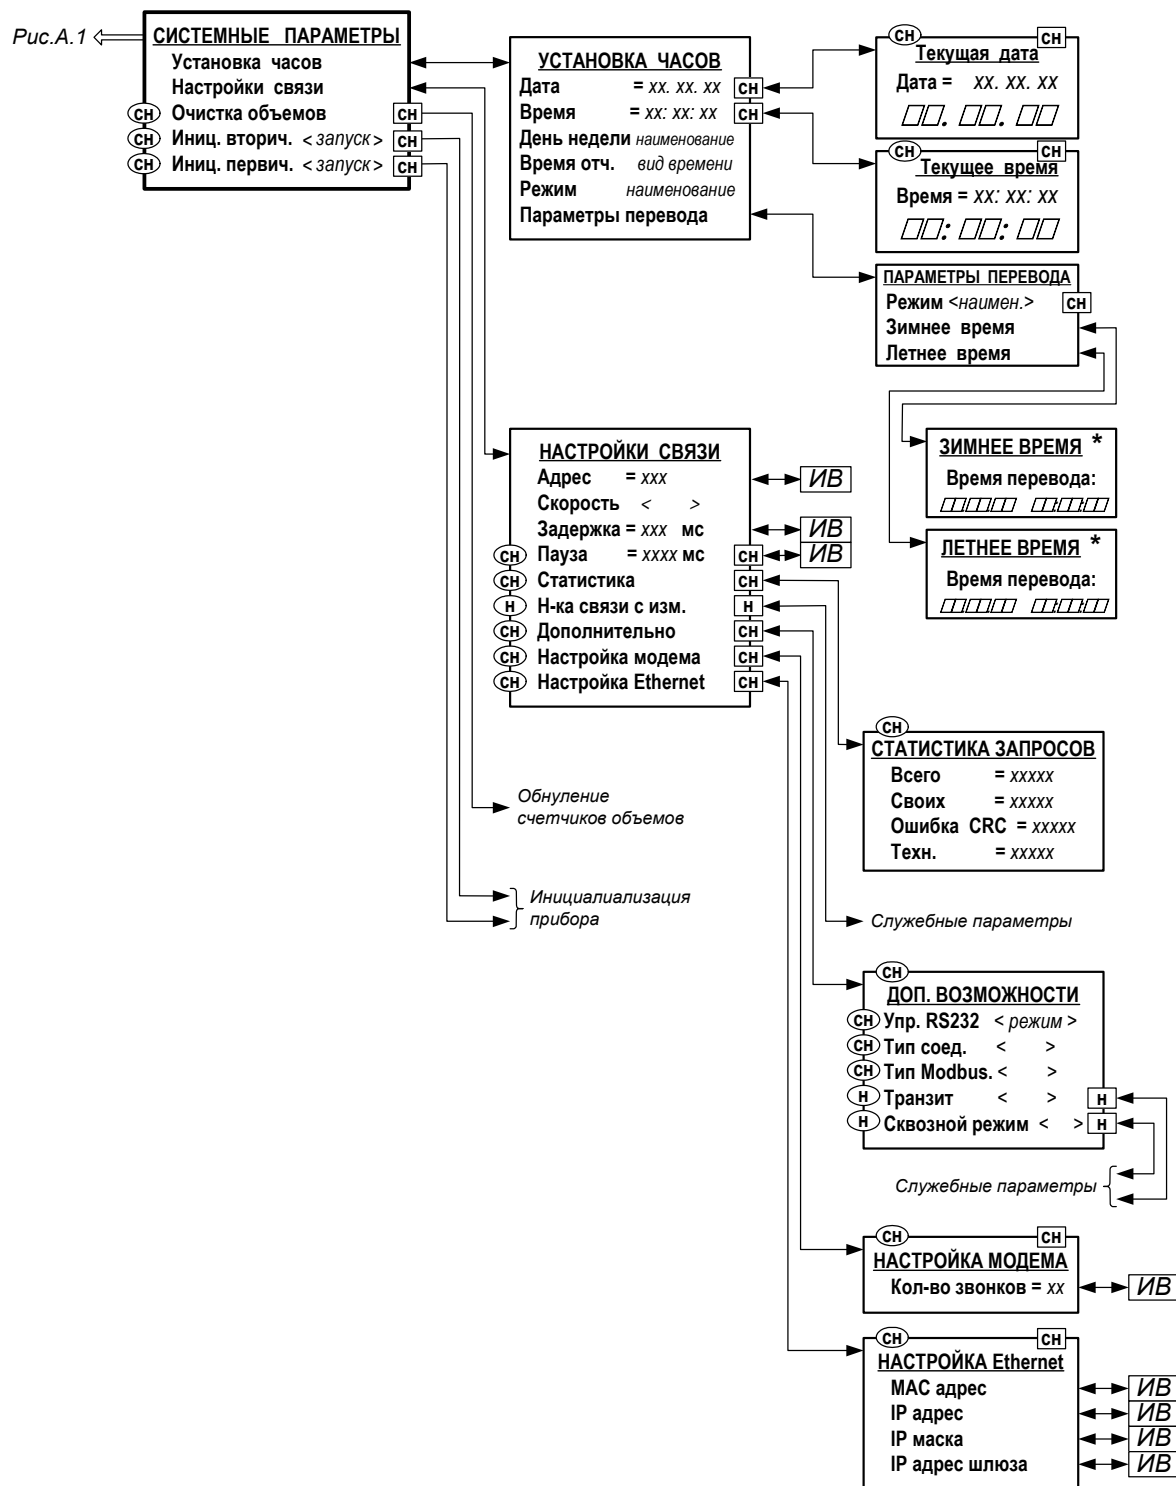 Рис.А.1
СИСТЕМНЫЕ ПАРАМЕТРЫ
Установка часов
Настройки связи
СН Очистка объемов СН
СН Иниц. вторич. < запуск > СН
СН Иниц. первич. < запуск > СН
УСТАНОВКА ЧАСОВ
Дата = хх. хх. хх СН
Время = хх: хх: хх СН
День недели наименование
Время отч. вид времени
Режим наименование
Параметры перевода
СН СН
Текущая дата
Дата = хх. хх. хх
00. 00. 00
СН СН
Текущее время
Время = хх: хх: хх
00: 00: 00
ПАРАМЕТРЫ ПЕРЕВОДА
Режим <наимен.> СН
Зимнее время
Летнее время
ЗИМНЕЕ ВРЕМЯ *
Время перевода:
ЛЕТНЕЕ ВРЕМЯ *
Время перевода:
НАСТРОЙКИ СВЯЗИ
Адрес = ххх ИВ
Скорость < >
Задержка = ххх мс ИВ
СН Пауза = хххх мс СН ИВ
СН Статистика СН
Н Н-ка связи с изм. Н
СН Дополнительно СН
СН Настройка модема СН
СН Настройка Ethernet СН
СН
СТАТИСТИКА ЗАПРОСОВ
Всего = ххххх
Своих = ххххх
Ошибка CRC = ххххх
Техн. = ххххх
Обнуление
счетчиков объемов
Инициалиализация
прибора
Служебные параметры
СН
ДОП. ВОЗМОЖНОСТИ
СН Упр. RS232 < режим >
СН Тип соед. < >
СН Тип Modbus. < >
Н Транзит < > Н
Н Сквозной режим < > Н
Служебные параметры
СН СН
НАСТРОЙКА МОДЕМА
Кол-во звонков = хх ИВ
СН СН
НАСТРОЙКА Ethernet
МАС адрес ИВ
IP адрес ИВ
IP маска ИВ
IP адрес шлюза ИВ